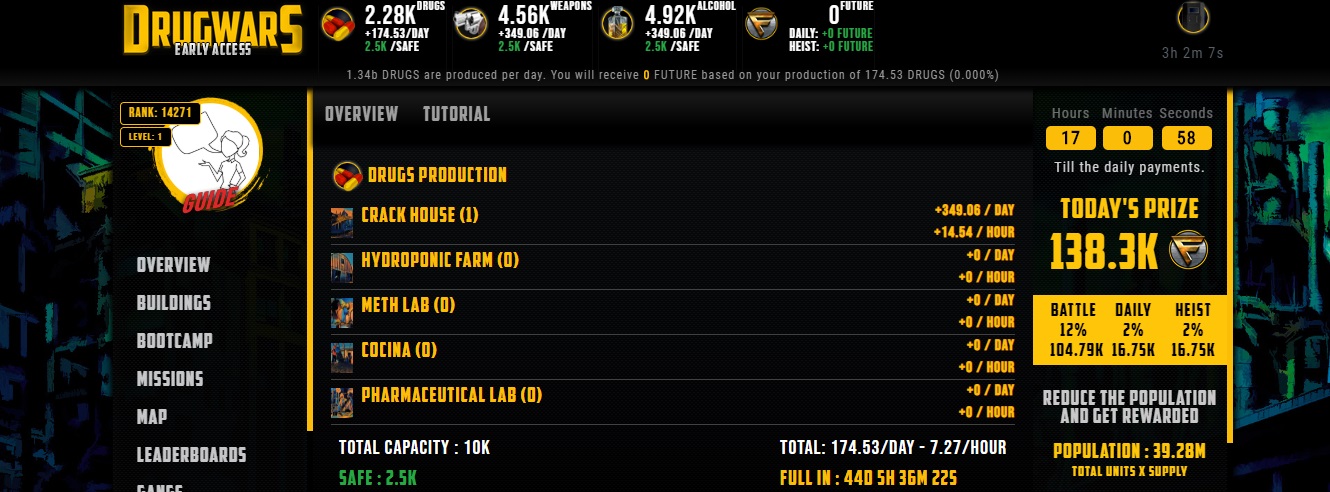 DRUGWARS
EARLY ACCESS
2.28K DRUGS
+174.53/DAY
2.5K /SAFE
4.56K WEAPONS
+349.06 /DAY
2.5K /SAFE
4.92K ALCOHOL
+349.06 /DAY
2.5K /SAFE
0 FUTURE
DAILY: +0 FUTURE
HEIST: +0 FUTURE
3h 2m 7s
1.34b DRUGS are produced per day. You will receive 0 FUTURE based on your production of 174.53 DRUGS (0.000%)
RANK: 14271
LEVEL: 1
GUIDE
OVERVIEW
BUILDINGS
BOOTCAMP
MISSIONS
MAP
LEADERBOARDS
GANGS
OVERVIEW TUTORIAL
DRUGS PRODUCTION
CRACK HOUSE (1)
+349.06 / DAY
+14.54 / HOUR
HYDROPONIC FARM (0)
+0 / DAY
+0 / HOUR
METH LAB (0)
+0 / DAY
+0 / HOUR
COCINA (0)
+0 / DAY
+0 / HOUR
PHARMACEUTICAL LAB (0)
+0 / DAY
+0 / HOUR
TOTAL CAPACITY : 10K
TOTAL: 174.53/DAY - 7.27/HOUR
SAFE : 2.5K
FULL IN : 44D 5H 36M 22S
Hours Minutes Seconds
17 0 58
Till the daily payments.
TODAY'S PRIZE
138.3K
BATTLE DAILY HEIST
12% 2% 2%
104.79K 16.75K 16.75K
REDUCE THE POPULATION
AND GET REWARDED
POPULATION : 39.28M
TOTAL UNITS X SUPPLY